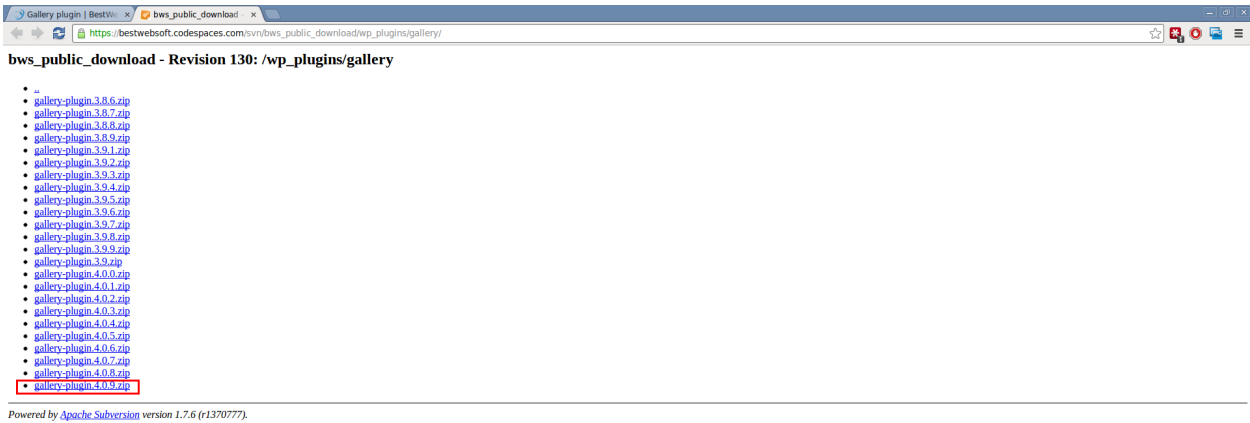 Gallery plugin | BestWe
bws_public_download -
https://bestwebsoft.codespaces.com/svn/bws_public_download/wp_plugins/gallery/
bws_public_download - Revision 130: /wp_plugins/gallery
..
gallery-plugin.3.8.6.zip
gallery-plugin.3.8.7.zip
gallery-plugin.3.8.8.zip
gallery-plugin.3.8.9.zip
gallery-plugin.3.9.1.zip
gallery-plugin.3.9.2.zip
gallery-plugin.3.9.3.zip
gallery-plugin.3.9.4.zip
gallery-plugin.3.9.5.zip
gallery-plugin.3.9.6.zip
gallery-plugin.3.9.7.zip
gallery-plugin.3.9.8.zip
gallery-plugin.3.9.9.zip
gallery-plugin.3.9.zip
gallery-plugin.4.0.0.zip
gallery-plugin.4.0.1.zip
gallery-plugin.4.0.2.zip
gallery-plugin.4.0.3.zip
gallery-plugin.4.0.4.zip
gallery-plugin.4.0.5.zip
gallery-plugin.4.0.6.zip
gallery-plugin.4.0.7.zip
gallery-plugin.4.0.8.zip
gallery-plugin.4.0.9.zip
Powered by Apache Subversion version 1.7.6 (r1370777).